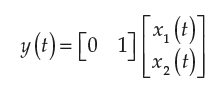 y(t) = [0 1] [x₁(t)
x₂(t)]